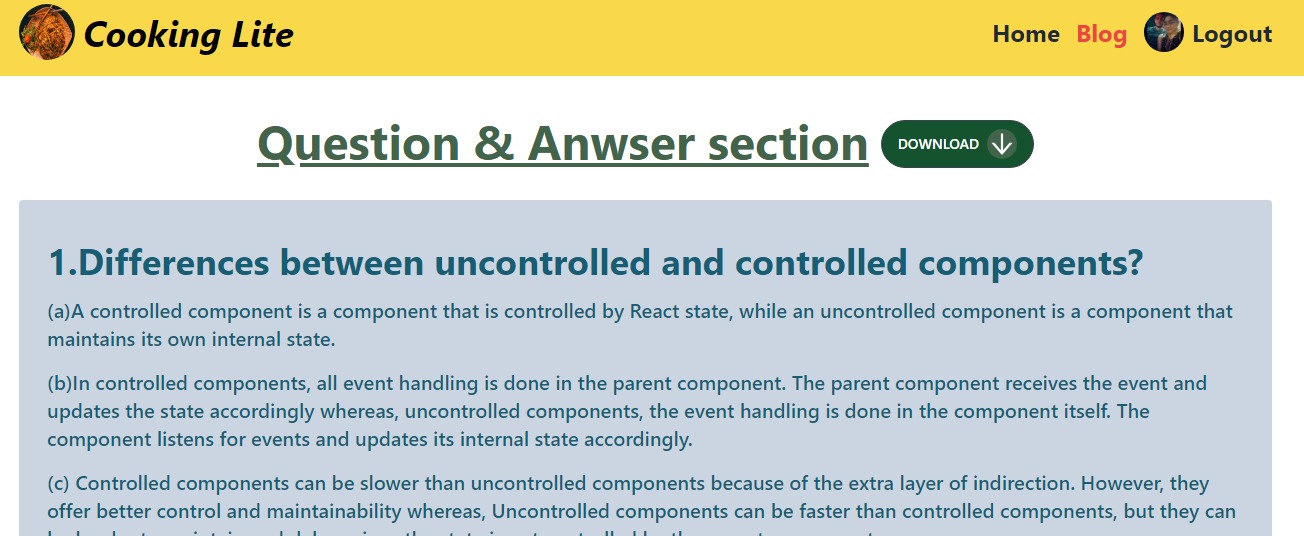 Cooking Lite
Home Blog Logout
Question & Anwser section
DOWNLOAD
1.Differences between uncontrolled and controlled components?
(a)A controlled component is a component that is controlled by React state, while an uncontrolled component is a component that
maintains its own internal state.
(b)In controlled components, all event handling is done in the parent component. The parent component receives the event and
updates the state accordingly whereas, uncontrolled components, the event handling is done in the component itself. The
component listens for events and updates its internal state accordingly.
(c) Controlled components can be slower than uncontrolled components because of the extra layer of indirection. However, they
offer better control and maintainability whereas, Uncontrolled components can be faster than controlled components, but they can